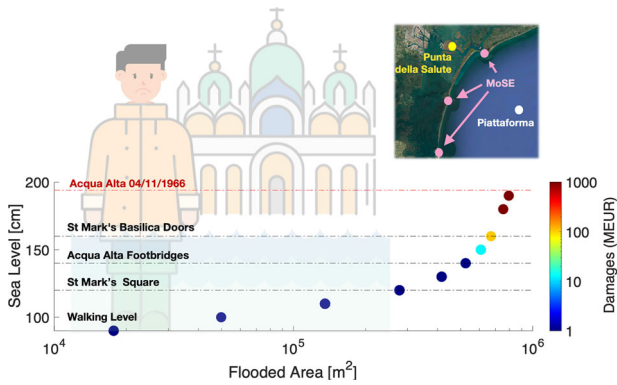 Punta
della Salute
MoSE
Piattaforma
200
150
100
Sea Level [cm]
Acqua Alta 04/11/1966
St Mark's Basilica Doors
Acqua Alta Footbridges
St Mark's Square
Walking Level
10^4
10^5
10^6
Flooded Area [m^2]
1000
100
10
1
Damages (MEUR)